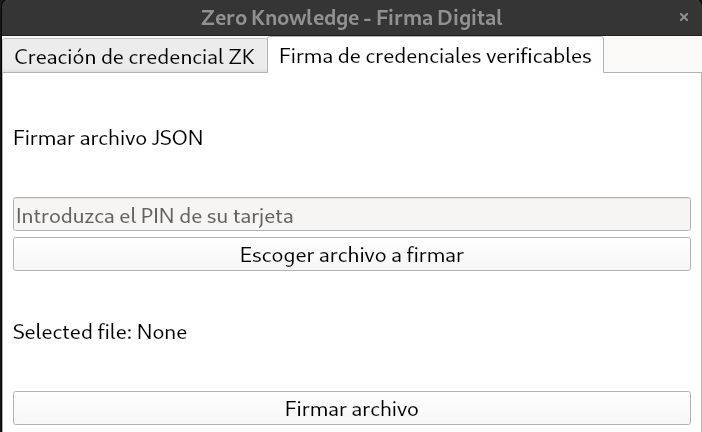 Zero Knowledge - Firma Digital
×
Creación de credencial ZK
Firma de credenciales verificables
Firmar archivo JSON
Introduzca el PIN de su tarjeta
Escoger archivo a firmar
Selected file: None
Firmar archivo